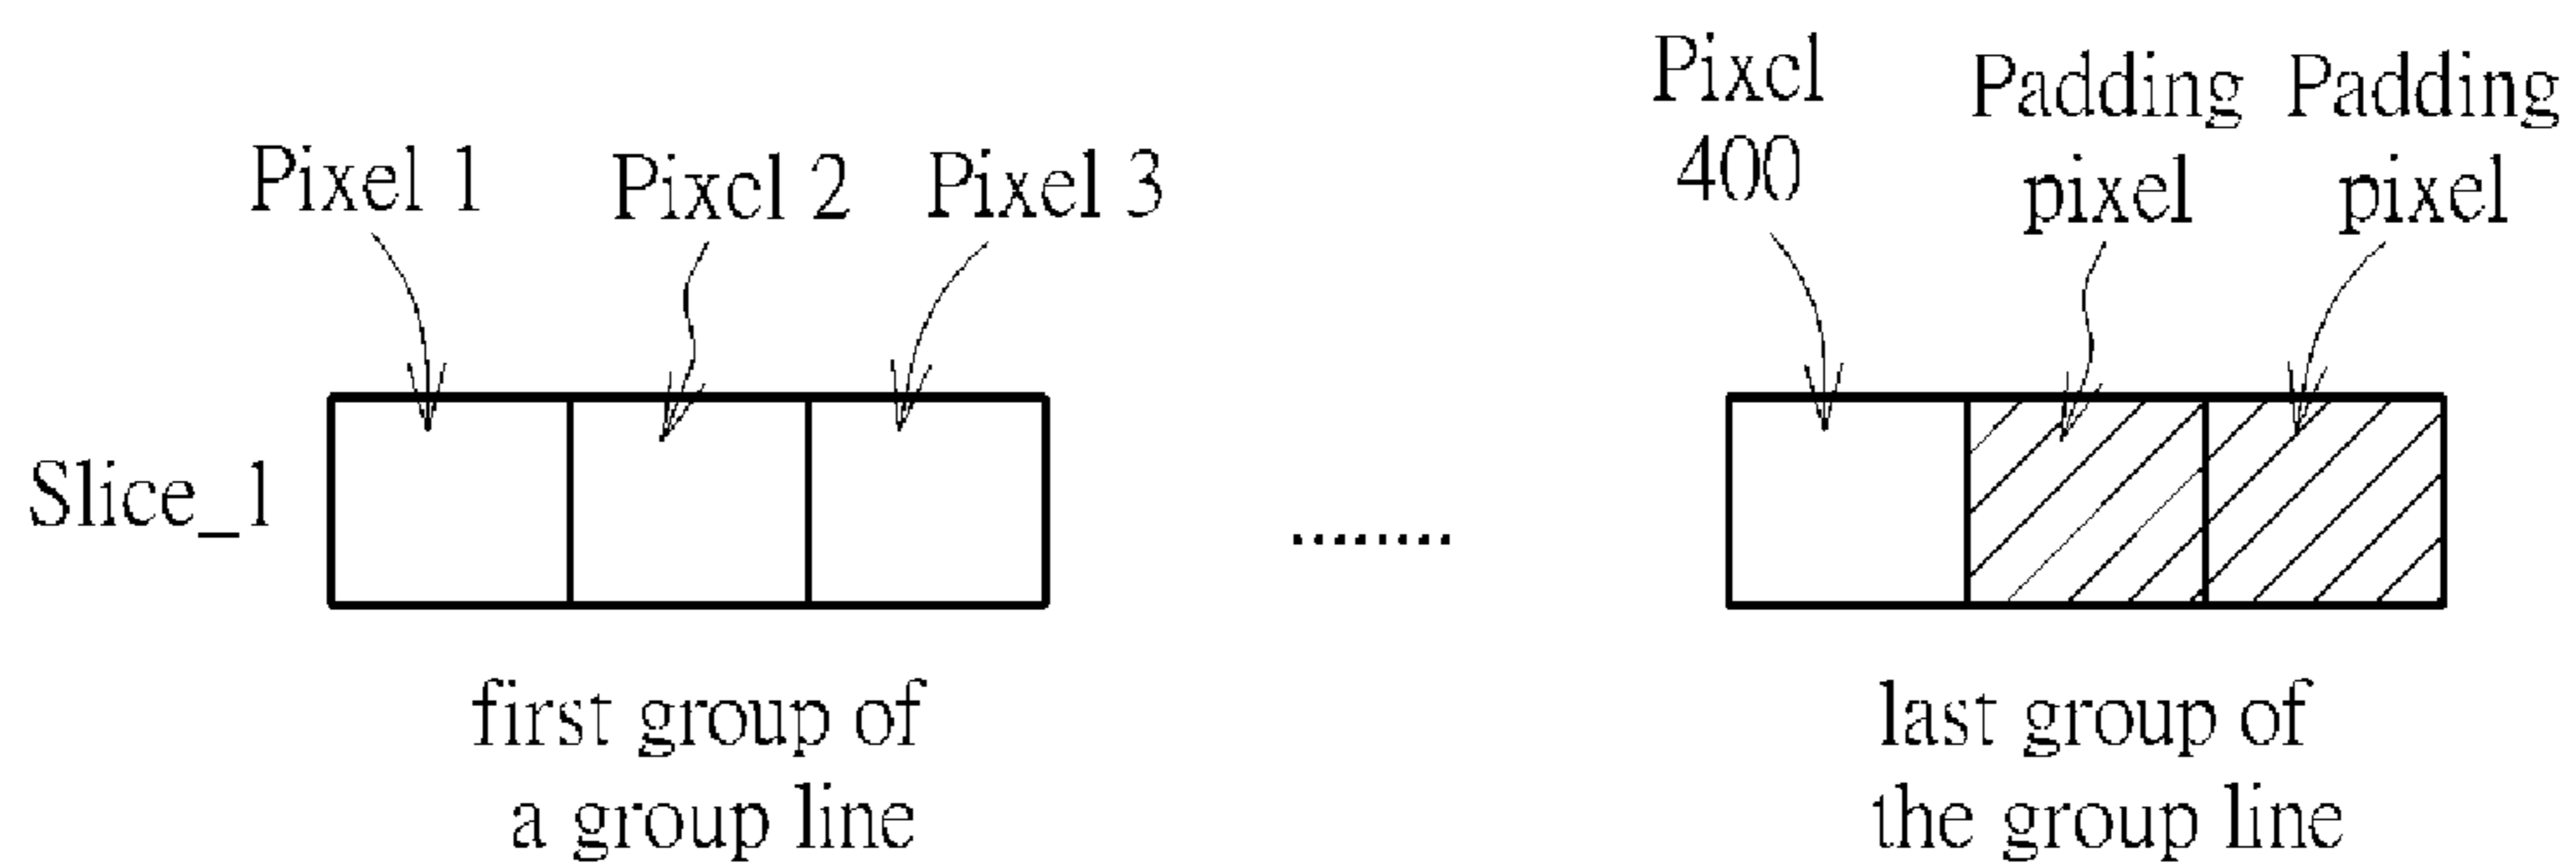 Pixel 1
Pixcl 2
Pixel 3
Pixcl
400
Padding
pixel
Padding
pixel
Slice_1
........
first group of
a group line
last group of
the group line